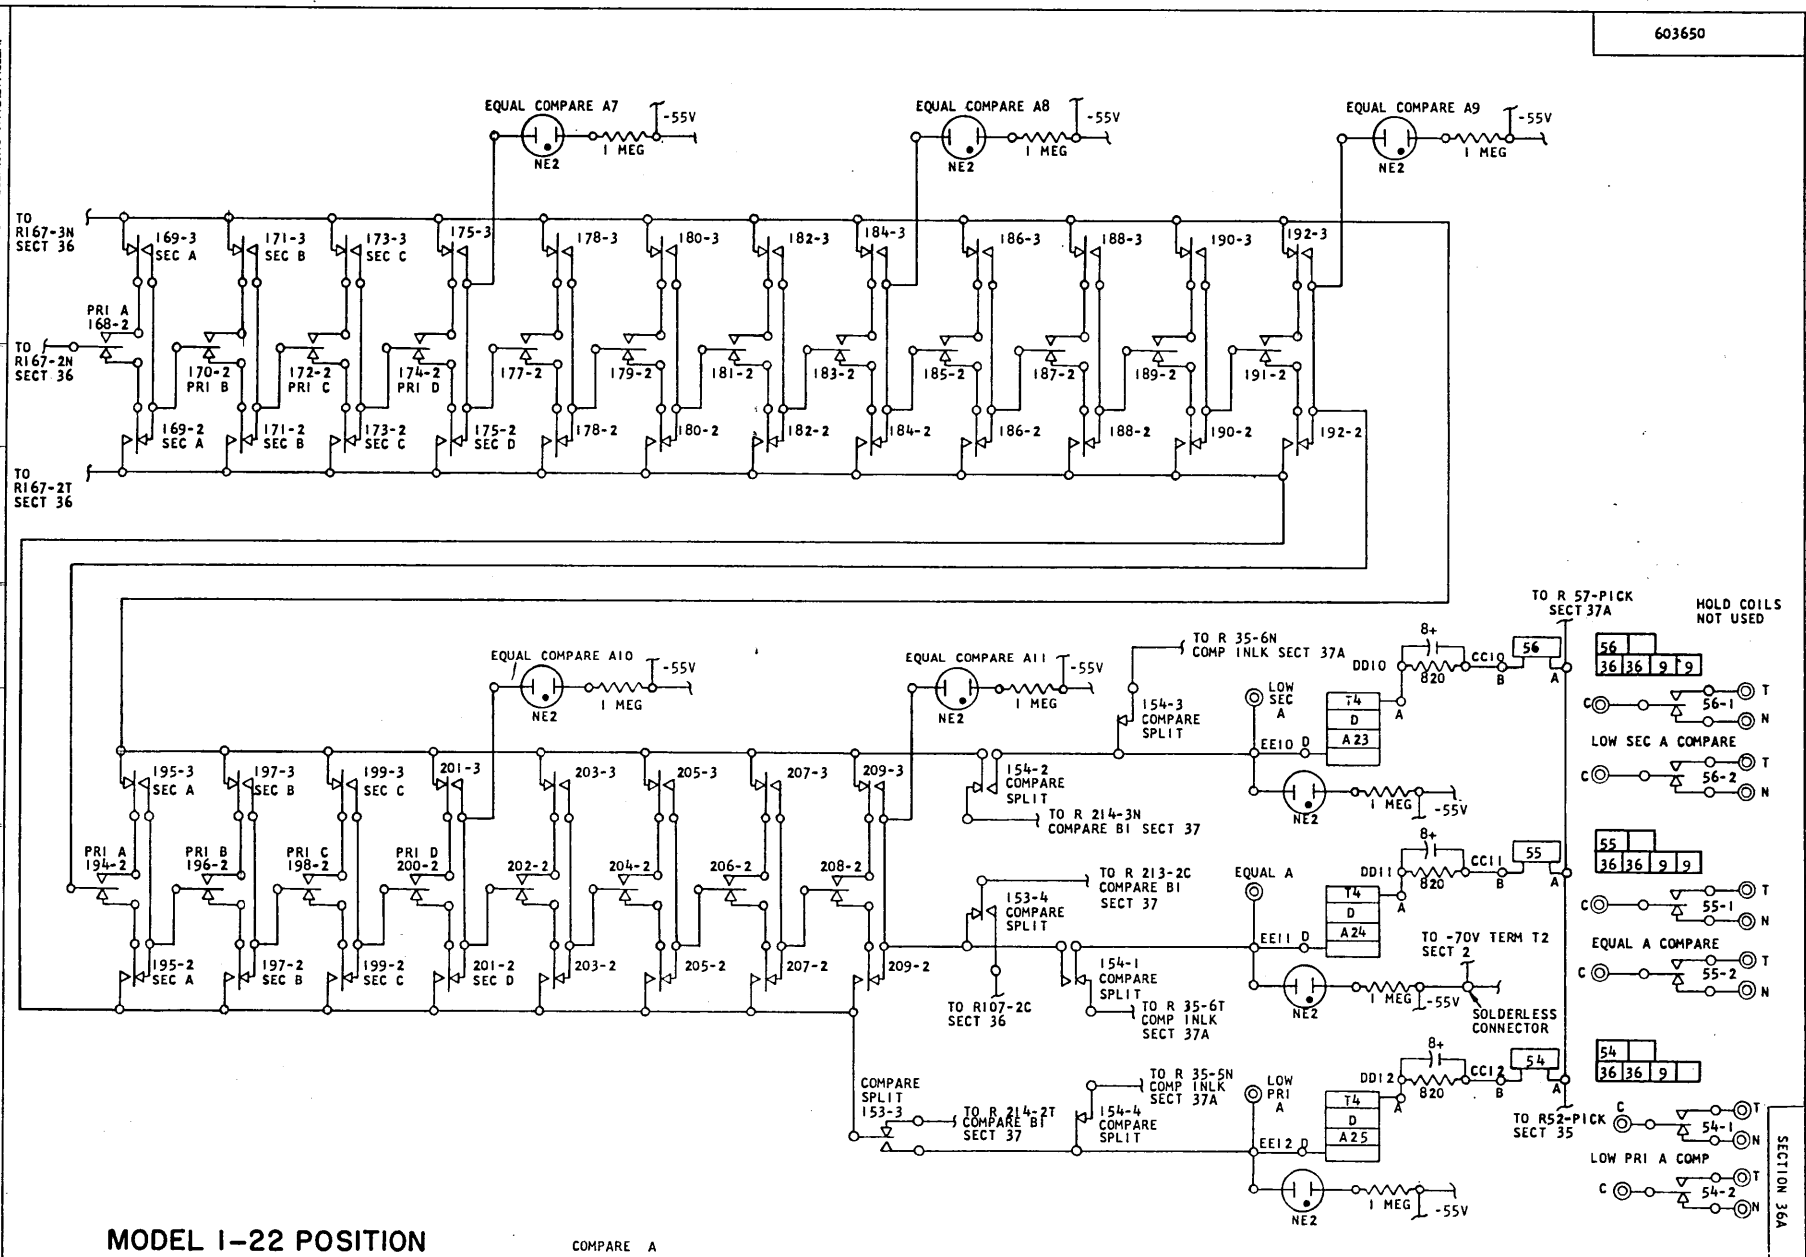 603650
EQUAL COMPARE A7
-55V
1 MEG
NE2
EQUAL COMPARE A8
-55V
1 MEG
NE2
EQUAL COMPARE A9
-55V
1 MEG
NE2
TO
R167-3N
SECT 36
169-3
SEC A
171-3
SEC B
173-3
SEC C
175-3
178-3
180-3
182-3
184-3
186-3
188-3
190-3
192-3
PRI A
168-2
TO
R167-2N
SECT 36
170-2
PRI B
172-2
PRI C
174-2
PRI D
177-2
179-2
181-2
183-2
185-2
187-2
189-2
191-2
169-2
SEC A
171-2
SEC B
173-2
SEC C
175-2
SEC D
178-2
180-2
182-2
184-2
186-2
188-2
190-2
192-2
TO
R167-2T
SECT 36
TO R 57-PICK
SECT 37A
HOLD COILS
NOT USED
EQUAL COMPARE A10
-55V
1 MEG
NE2
EQUAL COMPARE A11
-55V
1 MEG
NE2
TO R 35-6N
COMP INLK SECT 37A
154-3
COMPARE
SPLIT
LOW
SEC
A
EE10 D
T4
D
A23
A
DD10
8+
820
CC10
B
56
A
56
36 36 9 9
C
T
56-1
N
LOW SEC A COMPARE
C
T
56-2
N
NE2
1 MEG
-55V
154-2
COMPARE
SPLIT
TO R 214-3N
COMPARE B1 SECT 37
195-3
SEC A
197-3
SEC B
199-3
SEC C
201-3
203-3
205-3
207-3
209-3
PRI A
194-2
PRI B
196-2
PRI C
198-2
PRI D
200-2
202-2
204-2
206-2
208-2
195-2
SEC A
197-2
SEC B
199-2
SEC C
201-2
SEC D
203-2
205-2
207-2
209-2
TO R 213-2C
COMPARE B1
SECT 37
153-4
COMPARE
SPLIT
TO R107-2C
SECT 36
154-1
COMPARE
SPLIT
TO R 35-6T
COMP INLK
SECT 37A
EQUAL A
EE11 D
T4
D
A24
A
DD11
8+
820
CC11
B
55
A
55
36 36 9 9
C
T
55-1
N
EQUAL A COMPARE
C
T
55-2
N
TO -70V TERM T2
SECT 2
NE2
1 MEG
-55V
SOLDERLESS
CONNECTOR
COMPARE
SPLIT
153-3
TO R 214-2T
COMPARE B1
SECT 37
TO R 35-5N
COMP INLK
SECT 37A
154-4
COMPARE
SPLIT
LOW
PRI
A
EE12 D
T4
D
A25
A
DD12
8+
820
CC12
B
54
A
TO R52-PICK
SECT 35
54
36 36 9
C
T
54-1
N
LOW PRI A COMP
C
T
54-2
N
NE2
1 MEG
-55V
SECTION 36A
MODEL 1-22 POSITION
COMPARE A